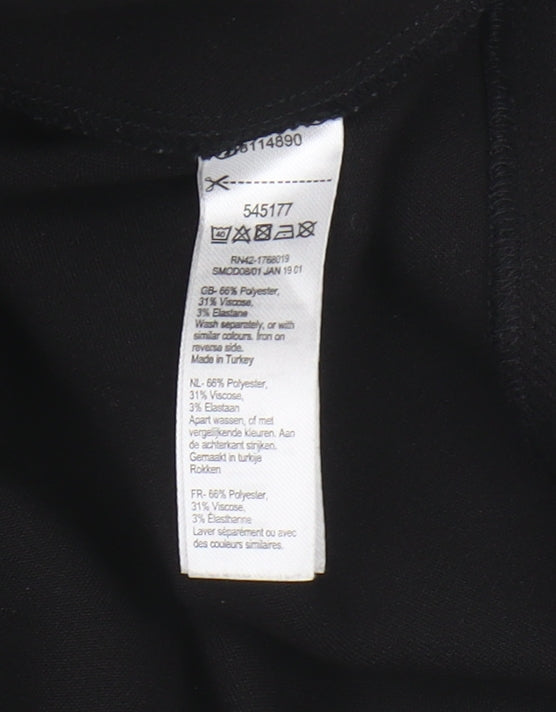 8114890
545177
40
RN42-1768019
SMOD08/01 JAN 19 01
GB- 66% Polyester,
31% Viscose,
3% Elastane
Wash separately, or with
similar colours. Iron on
reverse side.
Made in Turkey
NL- 66% Polyester,
31% Viscose,
3% Elastaan
Apart wassen, of met
vergelijkende kleuren. Aan
de achterkant strijken.
Gemaakt in turkije
Rokken
FR- 66% Polyester,
31% Viscose,
3% Élasthanne
Laver séparément ou avec
des couleurs similaires.